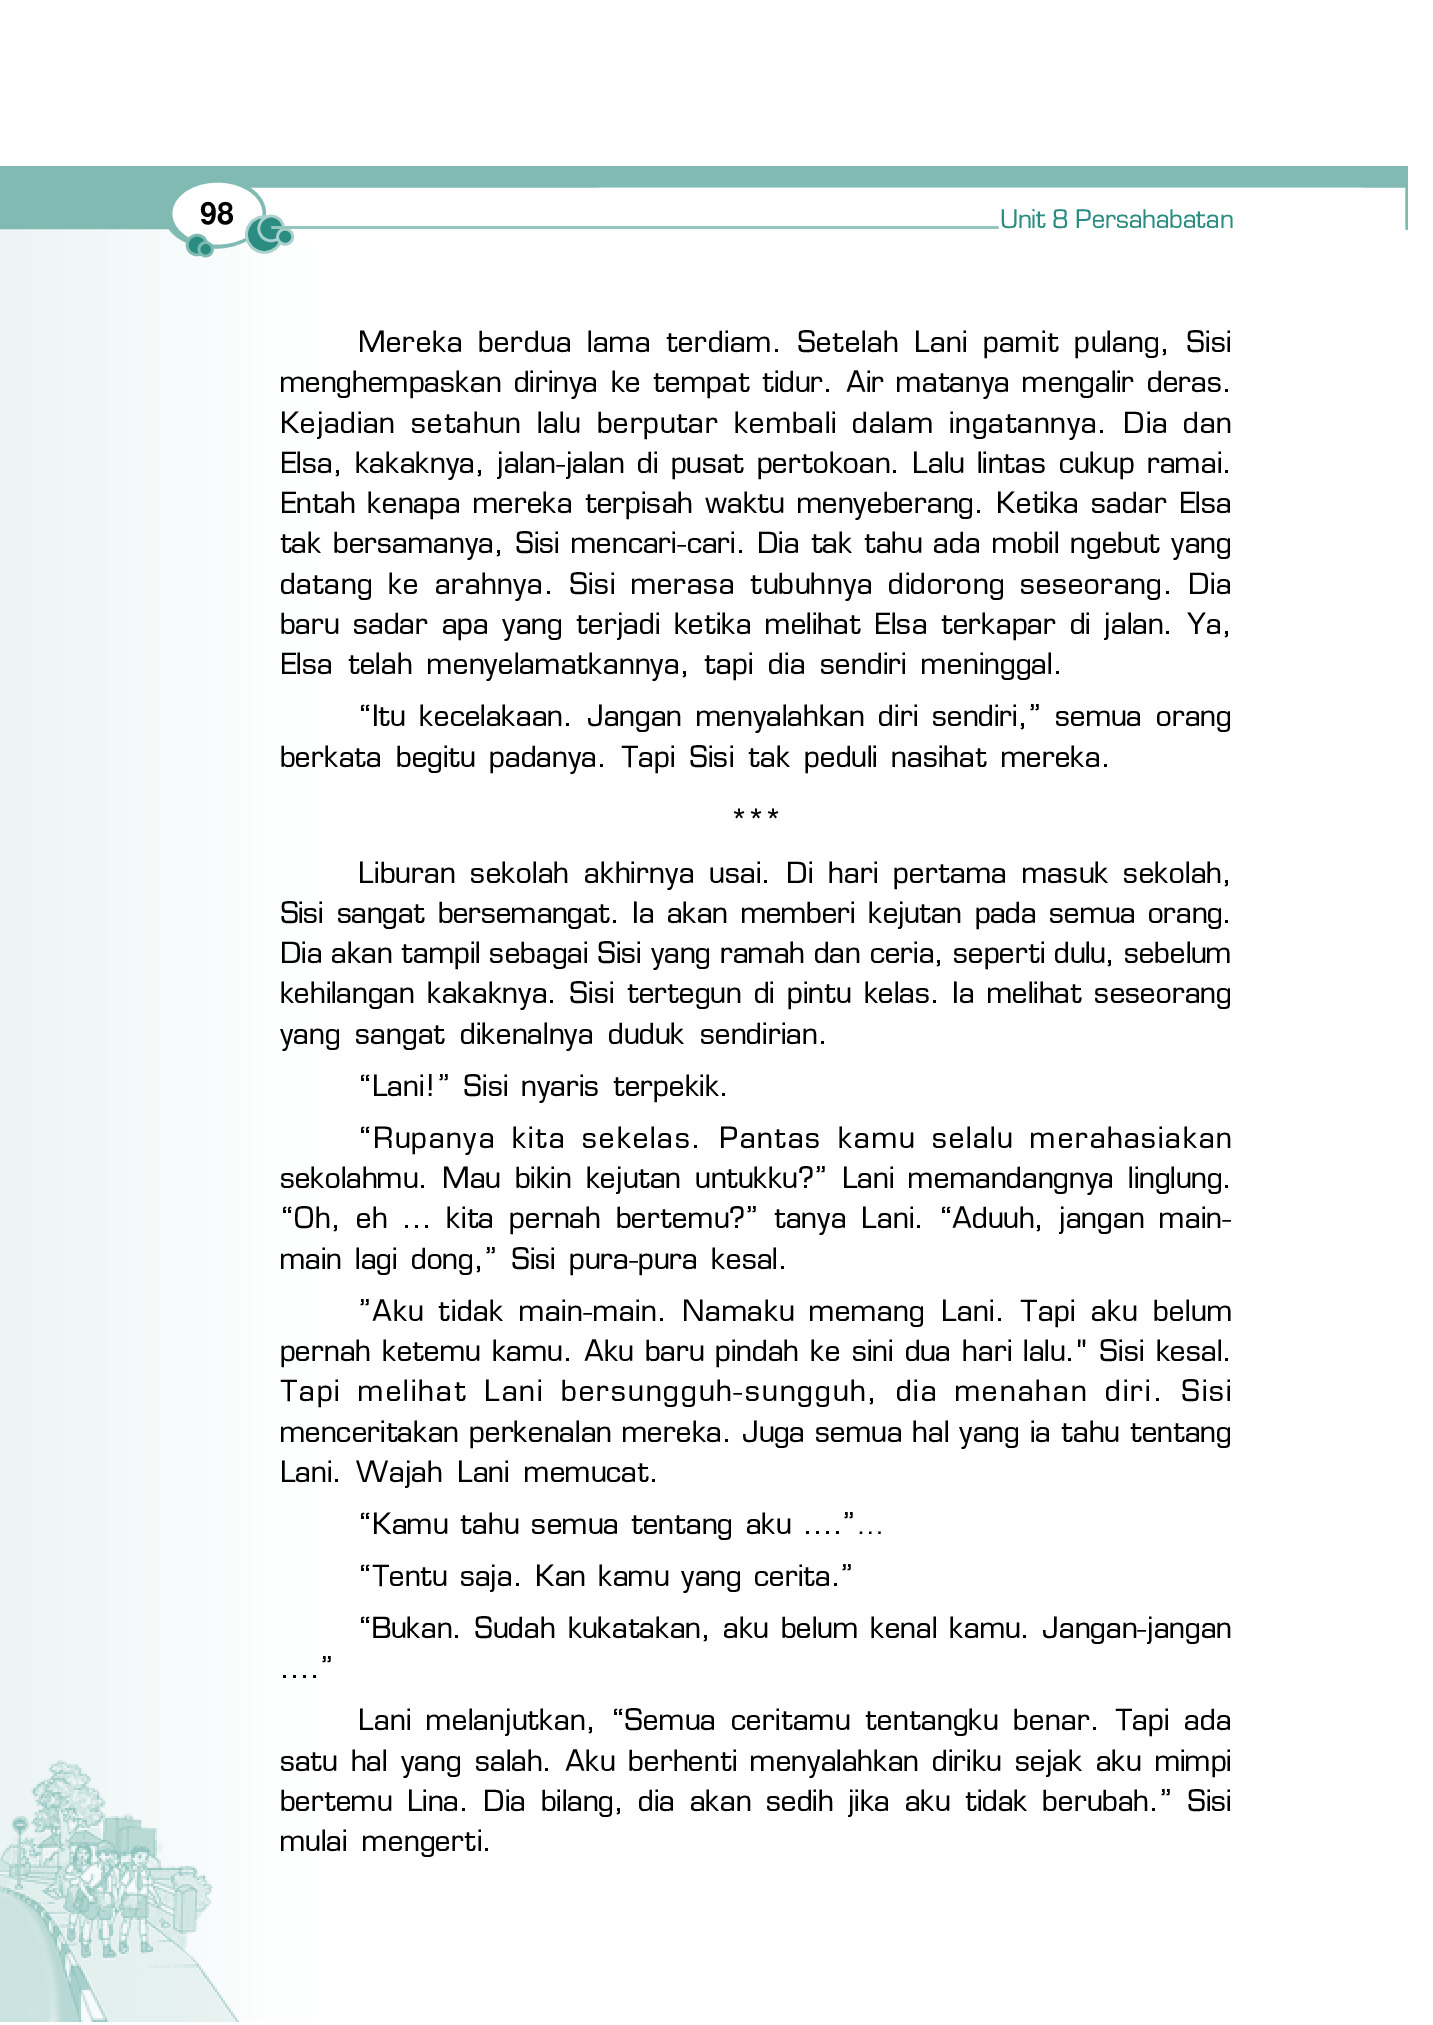 98
Unit 8 Persahabatan
Mereka berdua lama terdiam. Setelah Lani pamit pulang, Sisi
menghempaskan dirinya ke tempat tidur. Air matanya mengalir deras.
Kejadian setahun lalu berputar kembali dalam ingatannya. Dia dan
Elsa, kakaknya, jalan-jalan di pusat pertokoan. Lalu lintas cukup ramai.
Entah kenapa mereka terpisah waktu menyeberang. Ketika sadar Elsa
tak bersamanya, Sisi mencari-cari. Dia tak tahu ada mobil ngebut yang
datang ke arahnya. Sisi merasa tubuhnya didorong seseorang. Dia
baru sadar apa yang terjadi ketika melihat Elsa terkapar di jalan. Ya,
Elsa telah menyelamatkannya, tapi dia sendiri meninggal.
“Itu kecelakaan. Jangan menyalahkan diri sendiri,” semua orang
berkata begitu padanya. Tapi Sisi tak peduli nasihat mereka.
***
Liburan sekolah akhirnya usai. Di hari pertama masuk sekolah,
Sisi sangat bersemangat. Ia akan memberi kejutan pada semua orang.
Dia akan tampil sebagai Sisi yang ramah dan ceria, seperti dulu, sebelum
kehilangan kakaknya. Sisi tertegun di pintu kelas. Ia melihat seseorang
yang sangat dikenalnya duduk sendirian.
“Lani!” Sisi nyaris terpekik.
“Rupanya kita sekelas. Pantas kamu selalu merahasiakan
sekolahmu. Mau bikin kejutan untukku?” Lani memandangnya linglung.
“Oh, eh ... kita pernah bertemu?” tanya Lani. “Aduuh, jangan main-
main lagi dong,” Sisi pura-pura kesal.
”Aku tidak main-main. Namaku memang Lani. Tapi aku belum
pernah ketemu kamu. Aku baru pindah ke sini dua hari lalu." Sisi kesal.
Tapi melihat Lani bersungguh-sungguh, dia menahan diri. Sisi
menceritakan perkenalan mereka. Juga semua hal yang ia tahu tentang
Lani. Wajah Lani memucat.
“Kamu tahu semua tentang aku ....”...
“Tentu saja. Kan kamu yang cerita.”
“Bukan. Sudah kukatakan, aku belum kenal kamu. Jangan-jangan
....”
Lani melanjutkan, “Semua ceritamu tentangku benar. Tapi ada
satu hal yang salah. Aku berhenti menyalahkan diriku sejak aku mimpi
bertemu Lina. Dia bilang, dia akan sedih jika aku tidak berubah.” Sisi
mulai mengerti.